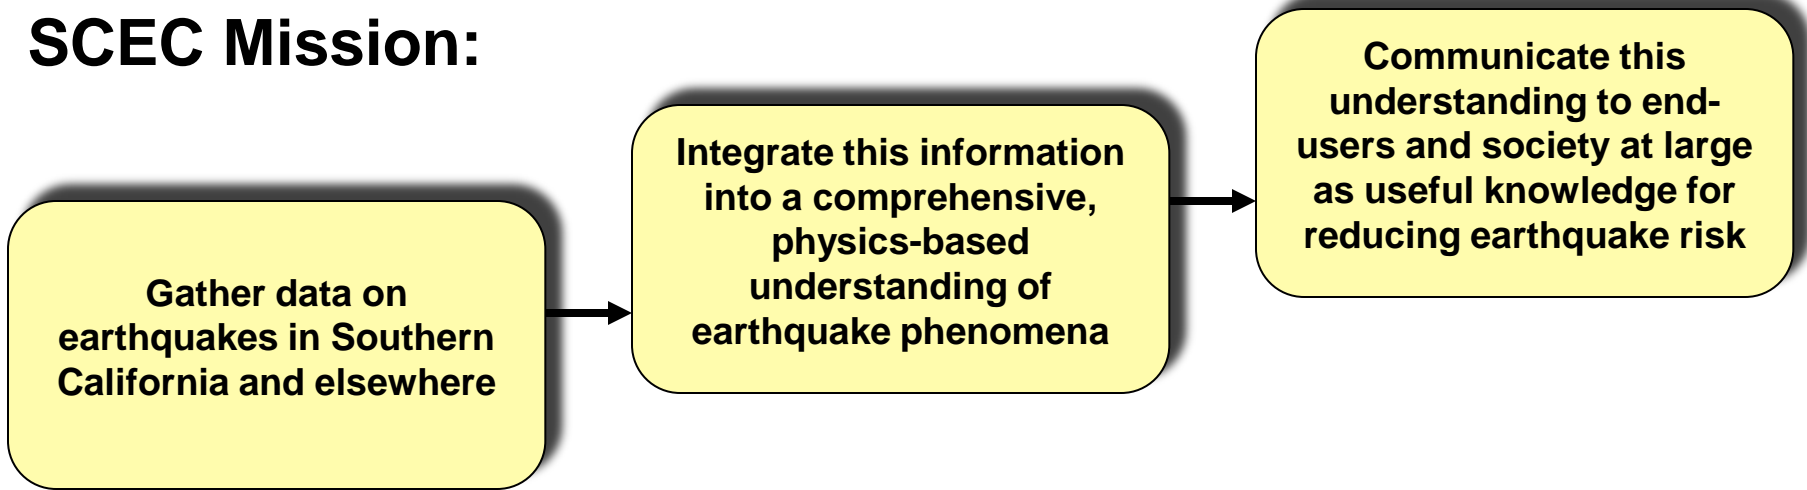 SCEC Mission:
Gather data on
earthquakes in Southern
California and elsewhere
Integrate this information
into a comprehensive,
physics-based
understanding of
earthquake phenomena
Communicate this
understanding to end-
users and society at large
as useful knowledge for
reducing earthquake risk